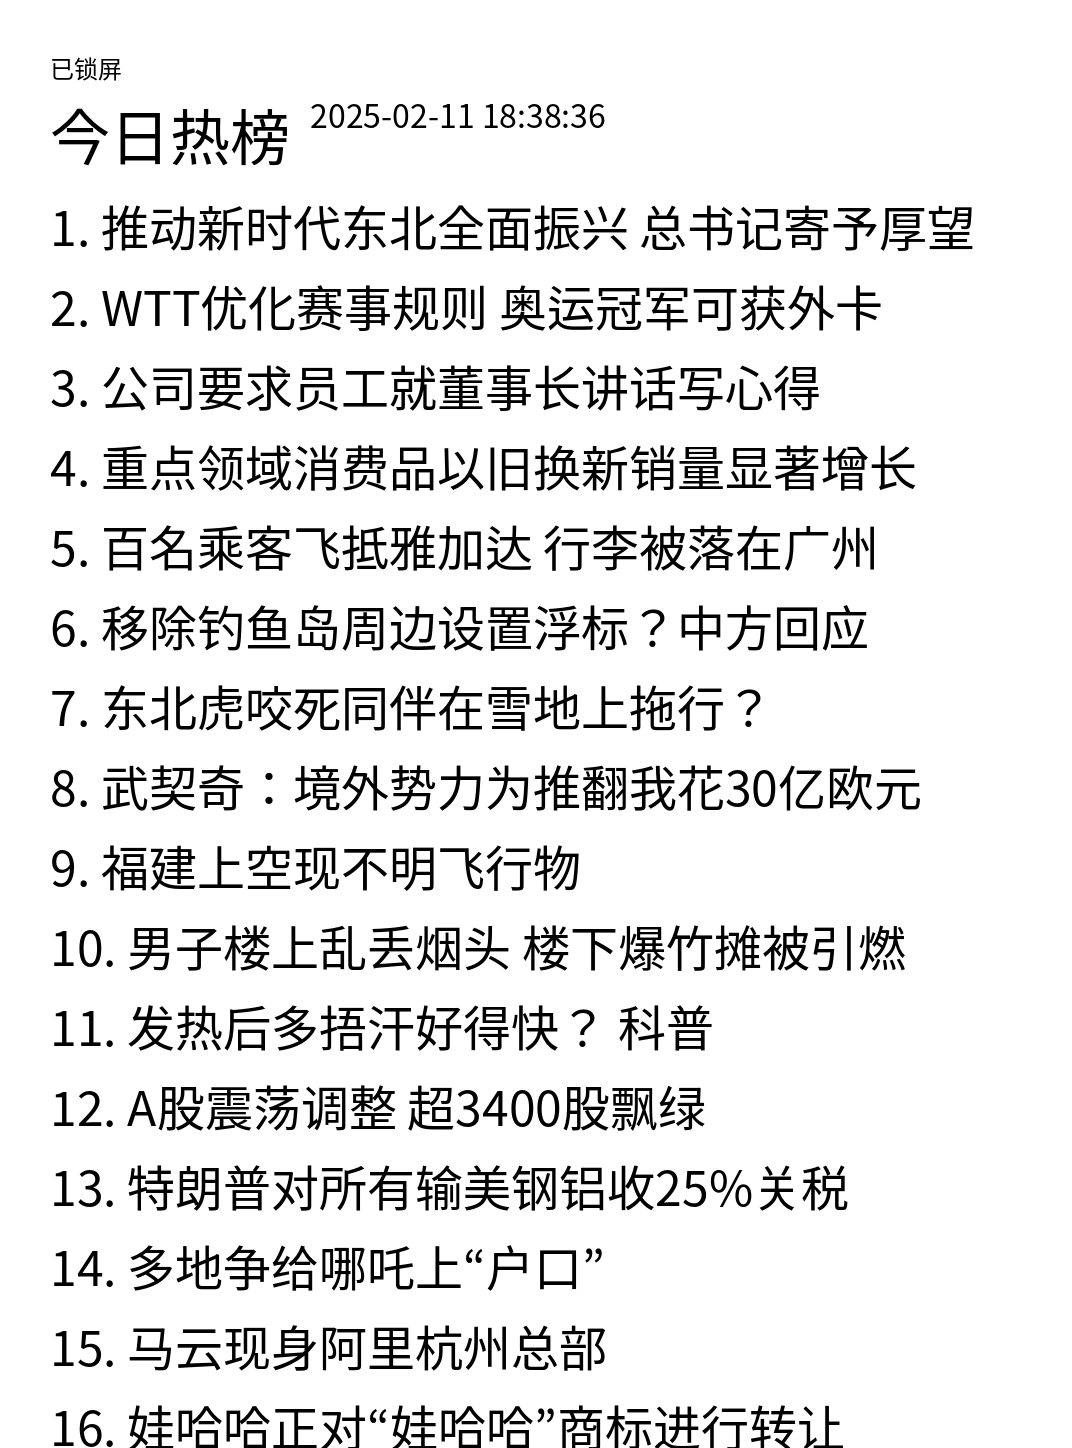 已锁屏
今日热榜 2025-02-11 18:38:36
1. 推动新时代东北全面振兴 总书记寄予厚望
2. WTT优化赛事规则 奥运冠军可获外卡
3. 公司要求员工就董事长讲话写心得
4. 重点领域消费品以旧换新销量显著增长
5. 百名乘客飞抵雅加达 行李被落在广州
6. 移除钓鱼岛周边设置浮标？中方回应
7. 东北虎咬死同伴在雪地上拖行？
8. 武契奇：境外势力为推翻我花30亿欧元
9. 福建上空现不明飞行物
10. 男子楼上乱丢烟头 楼下爆竹摊被引燃
11. 发热后多捂汗好得快？ 科普
12. A股震荡调整 超3400股飘绿
13. 特朗普对所有输美钢铝收25%关税
14. 多地争给哪吒上“户口”
15. 马云现身阿里杭州总部
16. 娃哈哈正对“娃哈哈”商标进行转让